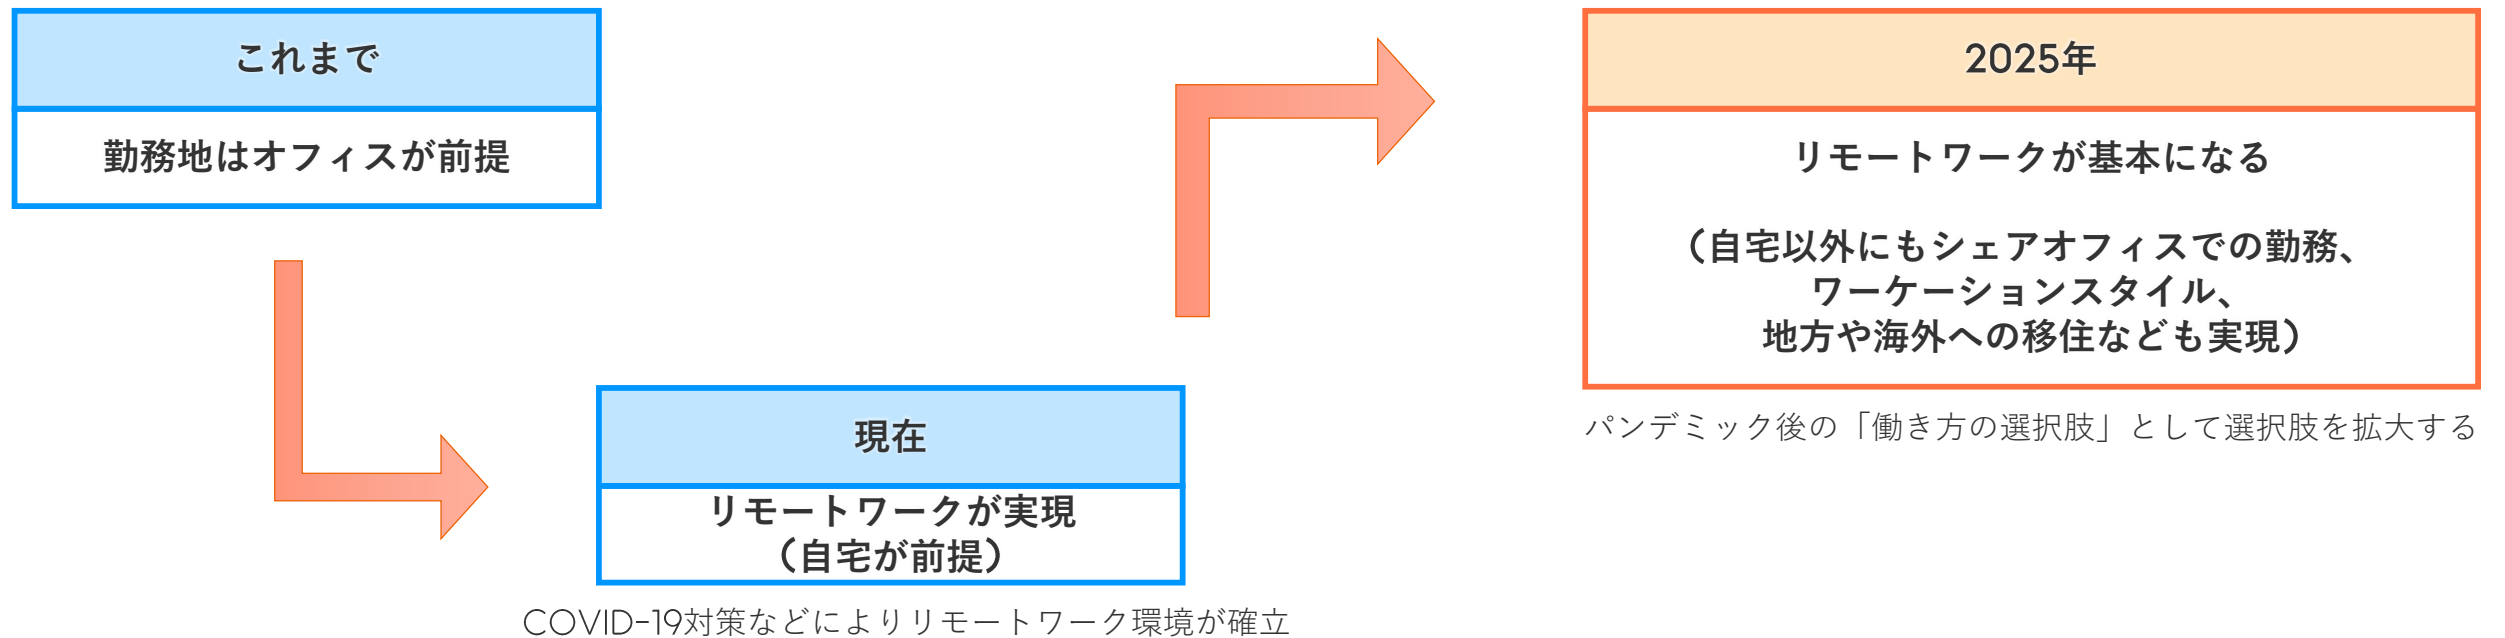 これまで
勤務地はオフィスが前提
現在
リモートワークが実現
（自宅が前提）
COVID-19対策などによりリモートワーク環境が確立
2025年
リモートワークが基本になる
（自宅以外にもシェアオフィスでの勤務、
ワーケーションスタイル、
地方や海外への移住なども実現）
パンデミック後の「働き方の選択肢」として選択肢を拡大する